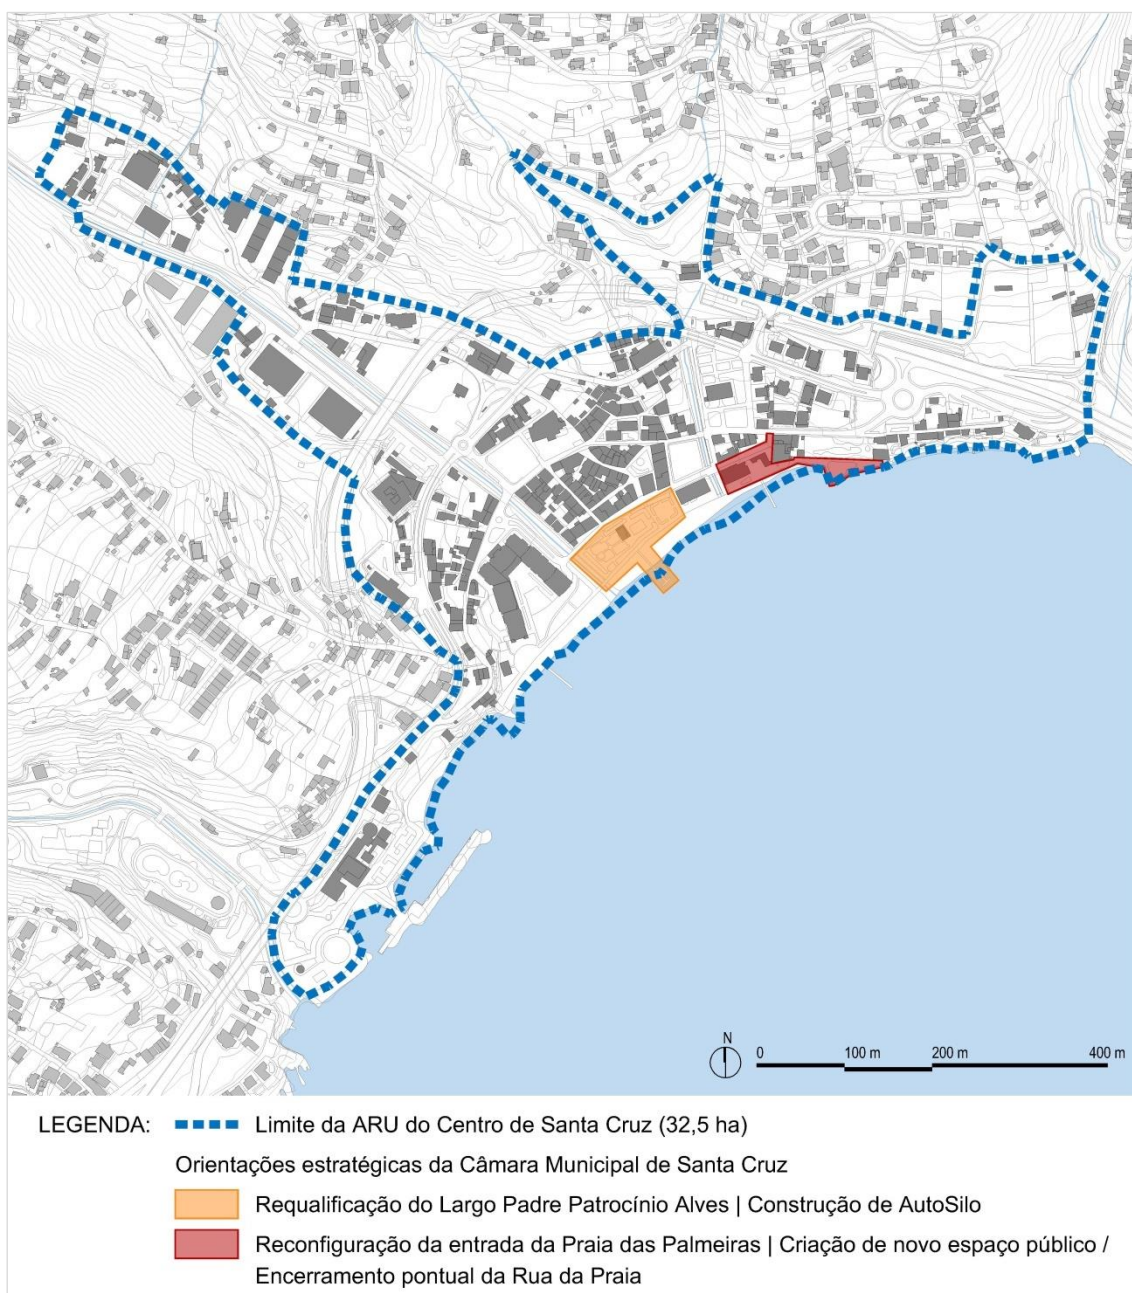 N
0 100 m 200 m 400 m
LEGENDA:
Limite da ARU do Centro de Santa Cruz (32,5 ha)
Orientações estratégicas da Câmara Municipal de Santa Cruz
Requalificação do Largo Padre Patrocínio Alves | Construção de AutoSilo
Reconfiguração da entrada da Praia das Palmeiras | Criação de novo espaço público /
Encerramento pontual da Rua da Praia